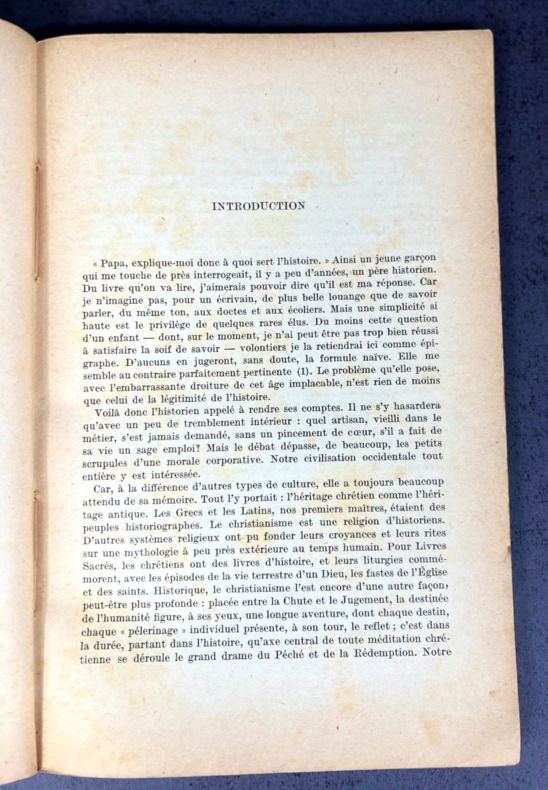 INTRODUCTION
« Papa, explique-moi donc à quoi sert l'histoire. » Ainsi un jeune garçon
qui me touche de près interrogeait, il y a peu d'années, un père historien.
Du livre qu'on va lire, j'aimerais pouvoir dire qu'il est ma réponse. Car
je n'imagine pas, pour un écrivain, de plus belle louange que de savoir
parler, du même ton, aux doctes et aux écoliers. Mais une simplicité si
haute est le privilège de quelques rares élus. Du moins cette question
d'un enfant — dont, sur le moment, je n'ai peut être pas trop bien réussi
à satisfaire la soif de savoir — volontiers je la retiendrai ici comme épi-
graphe. D'aucuns en jugeront, sans doute, la formule naïve. Elle me
semble au contraire parfaitement pertinente (1). Le problème qu'elle pose,
avec l'embarrassante droiture de cet âge implacable, n'est rien de moins
que celui de la légitimité de l'histoire.
Voilà donc l'historien appelé à rendre ses comptes. Il ne s'y hasardera
qu'avec un peu de tremblement intérieur : quel artisan, vieilli dans le
métier, s'est jamais demandé, sans un pincement de cœur, s'il a fait de
sa vie un sage emploi? Mais le débat dépasse, de beaucoup, les petits
scrupules d'une morale corporative. Notre civilisation occidentale tout
entière y est intéressée.
Car, à la différence d'autres types de culture, elle a toujours beaucoup
attendu de sa mémoire. Tout l'y portait : l'héritage chrétien comme l'héri-
tage antique. Les Grecs et les Latins, nos premiers maîtres, étaient des
peuples historiographes. Le christianisme est une religion d'historiens.
D'autres systèmes religieux ont pu fonder leurs croyances et leurs rites
sur une mythologie à peu près extérieure au temps humain. Pour Livres
Sacrés, les chrétiens ont des livres d'histoire, et leurs liturgies commé-
morent, avec les épisodes de la vie terrestre d'un Dieu, les fastes de l'Église
et des saints. Historique, le christianisme l'est encore d'une autre façon,
peut-être plus profonde : placée entre la Chute et le Jugement, la destinée
de l'humanité figure, à ses yeux, une longue aventure, dont chaque destin,
chaque « pélerinage » individuel présente, à son tour, le reflet ; c'est dans
la durée, partant dans l'histoire, qu'axe central de toute méditation chré-
tienne se déroule le grand drame du Péché et de la Rédemption. Notre